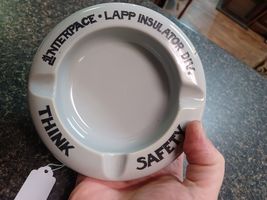 INTERPACE • LAPP INSULATOR DIV.
THINK
SAFETY